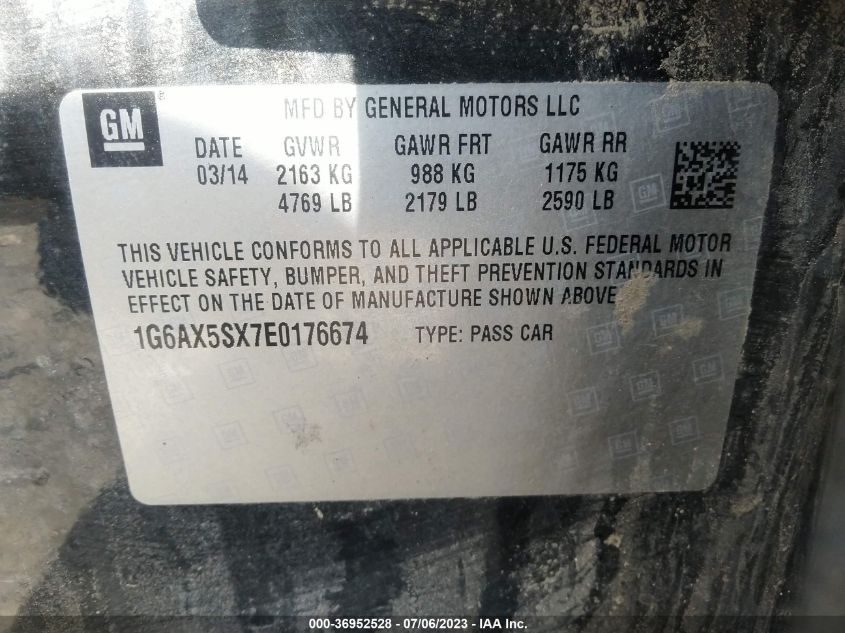 GM
MFD BY GENERAL MOTORS LLC
DATE GVWR GAWR FRT GAWR RR
03/14 2163 KG 988 KG 1175 KG
4769 LB 2179 LB 2590 LB
THIS VEHICLE CONFORMS TO ALL APPLICABLE U.S. FEDERAL MOTOR
VEHICLE SAFETY, BUMPER, AND THEFT PREVENTION STANDARDS IN
EFFECT ON THE DATE OF MANUFACTURE SHOWN ABOVE.
1G6AX5SX7E0176674 TYPE: PASS CAR
000-36952528 - 07/06/2023 - IAA Inc.